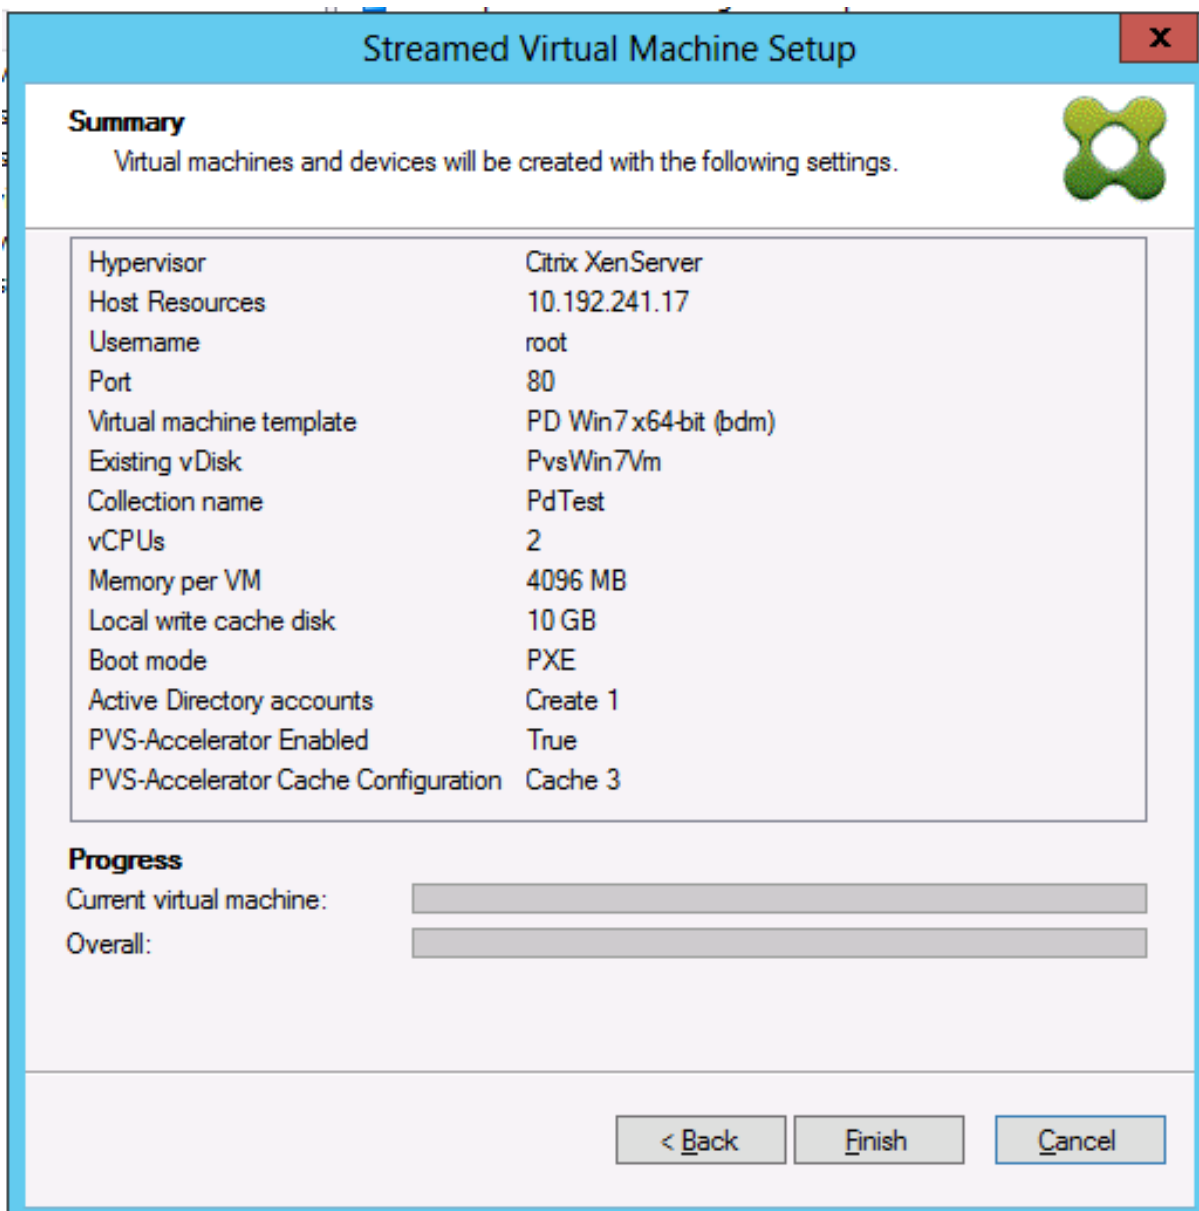 Streamed Virtual Machine Setup
x
Summary
Virtual machines and devices will be created with the following settings.
Hypervisor Citrix XenServer
Host Resources 10.192.241.17
Username root
Port 80
Virtual machine template PD Win7x64-bit (bdm)
Existing vDisk PvsWin7Vm
Collection name PdTest
vCPUs 2
Memory per VM 4096 MB
Local write cache disk 10 GB
Boot mode PXE
Active Directory accounts Create 1
PVS-Accelerator Enabled True
PVS-Accelerator Cache Configuration Cache 3
Progress
Current virtual machine:
Overall:
< Back Finish Cancel